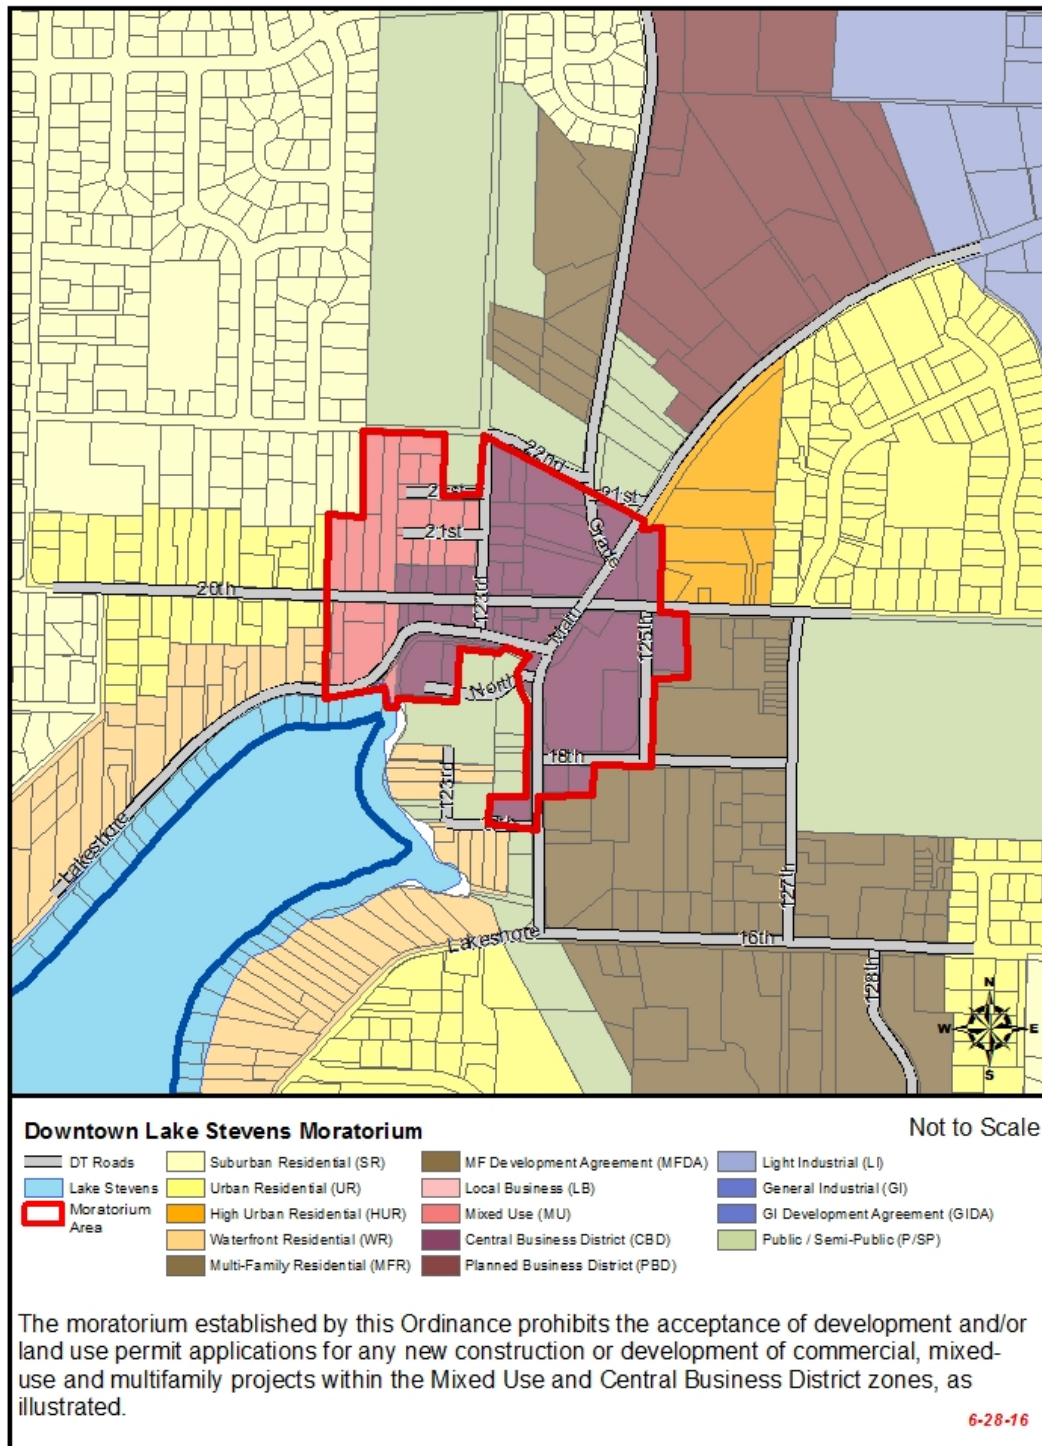 22nd
21st
21st
21st
Grade
20th
123rd
Main
125th
North
18th
123rd
Lakeshore
127th
Lakeshore
16th
128th
N
W
E
S
Downtown Lake Stevens Moratorium
Not to Scale
DT Roads
Lake Stevens
Moratorium
Area
Suburban Residential (SR)
Urban Residential (UR)
High Urban Residential (HUR)
Waterfront Residential (WR)
Multi-Family Residential (MFR)
MF Development Agreement (MFDA)
Local Business (LB)
Mixed Use (MU)
Central Business District (CBD)
Planned Business District (PBD)
Light Industrial (LI)
General Industrial (GI)
GI Development Agreement (GIDA)
Public / Semi-Public (P/SP)
The moratorium established by this Ordinance prohibits the acceptance of development and/or
land use permit applications for any new construction or development of commercial, mixed-
use and multifamily projects within the Mixed Use and Central Business District zones, as
illustrated.
6-28-16